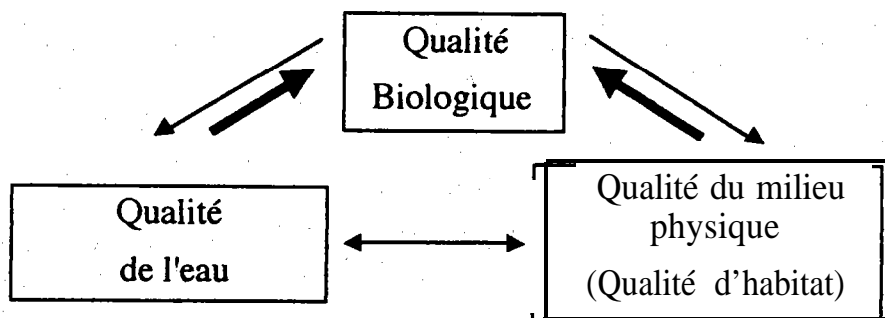 Qualité
Biologique
Qualité
de l'eau
Qualité du milieu
physique
(Qualité d'habitat)